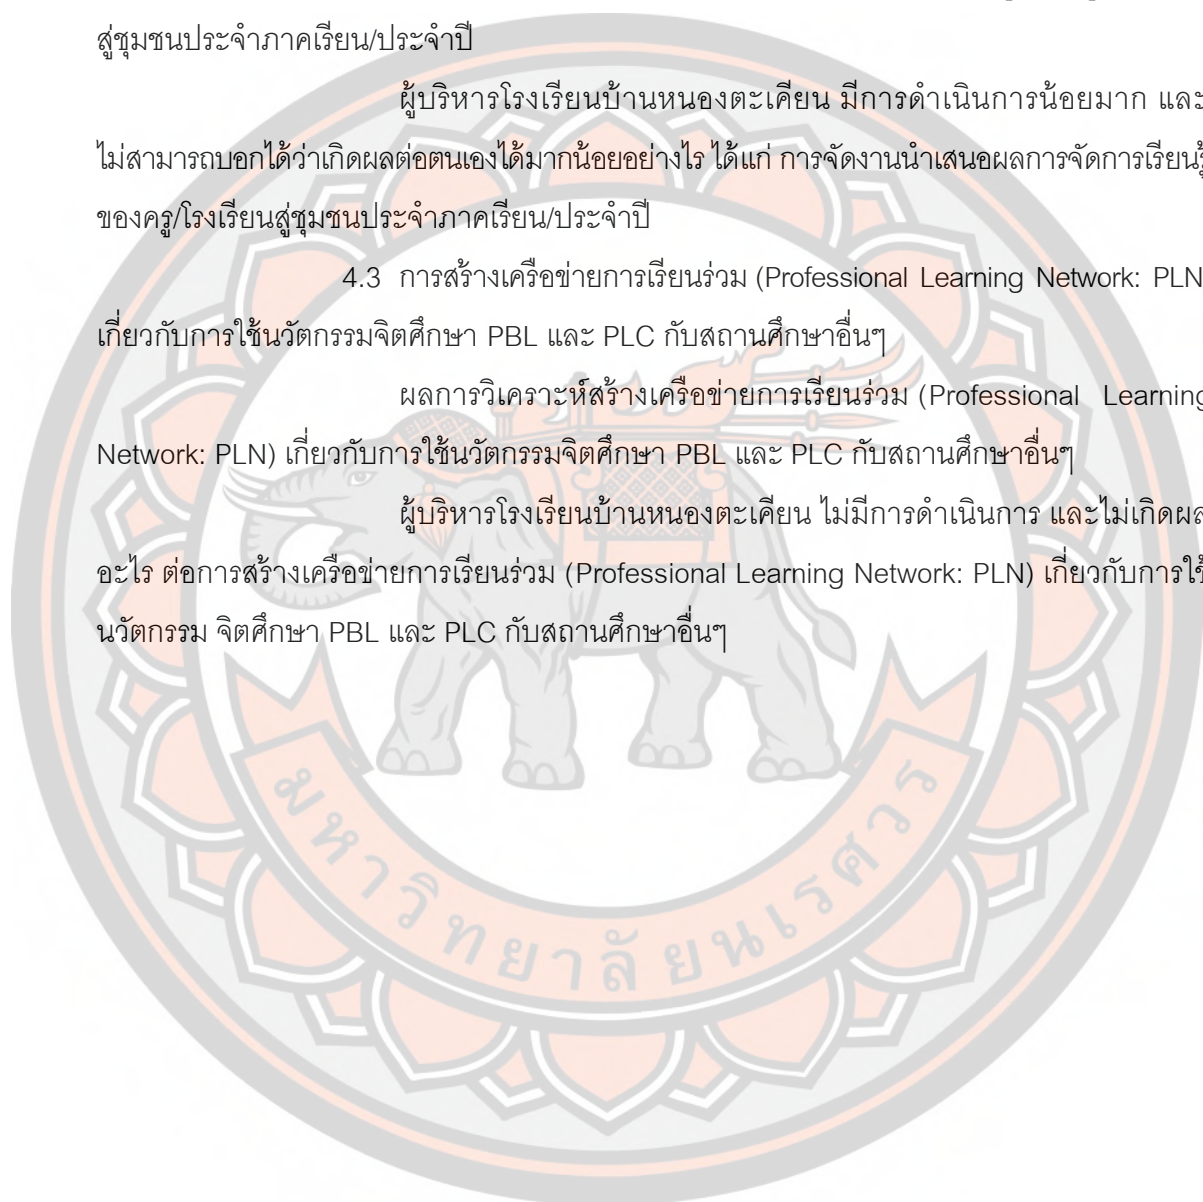 สู่ชุมชนประจำภาคเรียน/ประจำปี
ผู้บริหารโรงเรียนบ้านหนองตะเคียน มีการดำเนินการน้อยมาก และ
ไม่สามารถบอกได้ว่าเกิดผลต่อตนเองได้มากน้อยอย่างไร ได้แก่ การจัดงานนำเสนอผลการจัดการเรียนรู้
ของครู/โรงเรียนสู่ชุมชนประจำภาคเรียน/ประจำปี
4.3 การสร้างเครือข่ายการเรียนร่วม (Professional Learning Network: PLN
เกี่ยวกับการใช้นวัตกรรมจิตศึกษา PBL และ PLC กับสถานศึกษาอื่นๆ
ผลการวิเคราะห์สร้างเครือข่ายการเรียนร่วม (Professional Learning
Network: PLN) เกี่ยวกับการใช้นวัตกรรมจิตศึกษา PBL และ PLC กับสถานศึกษาอื่นๆ
ผู้บริหารโรงเรียนบ้านหนองตะเคียน ไม่มีการดำเนินการ และไม่เกิดผล
อะไร ต่อการสร้างเครือข่ายการเรียนร่วม (Professional Learning Network: PLN) เกี่ยวกับการใช้
นวัตกรรม จิตศึกษา PBL และ PLC กับสถานศึกษาอื่นๆ
มหาวิทยาลัยนเรศวร